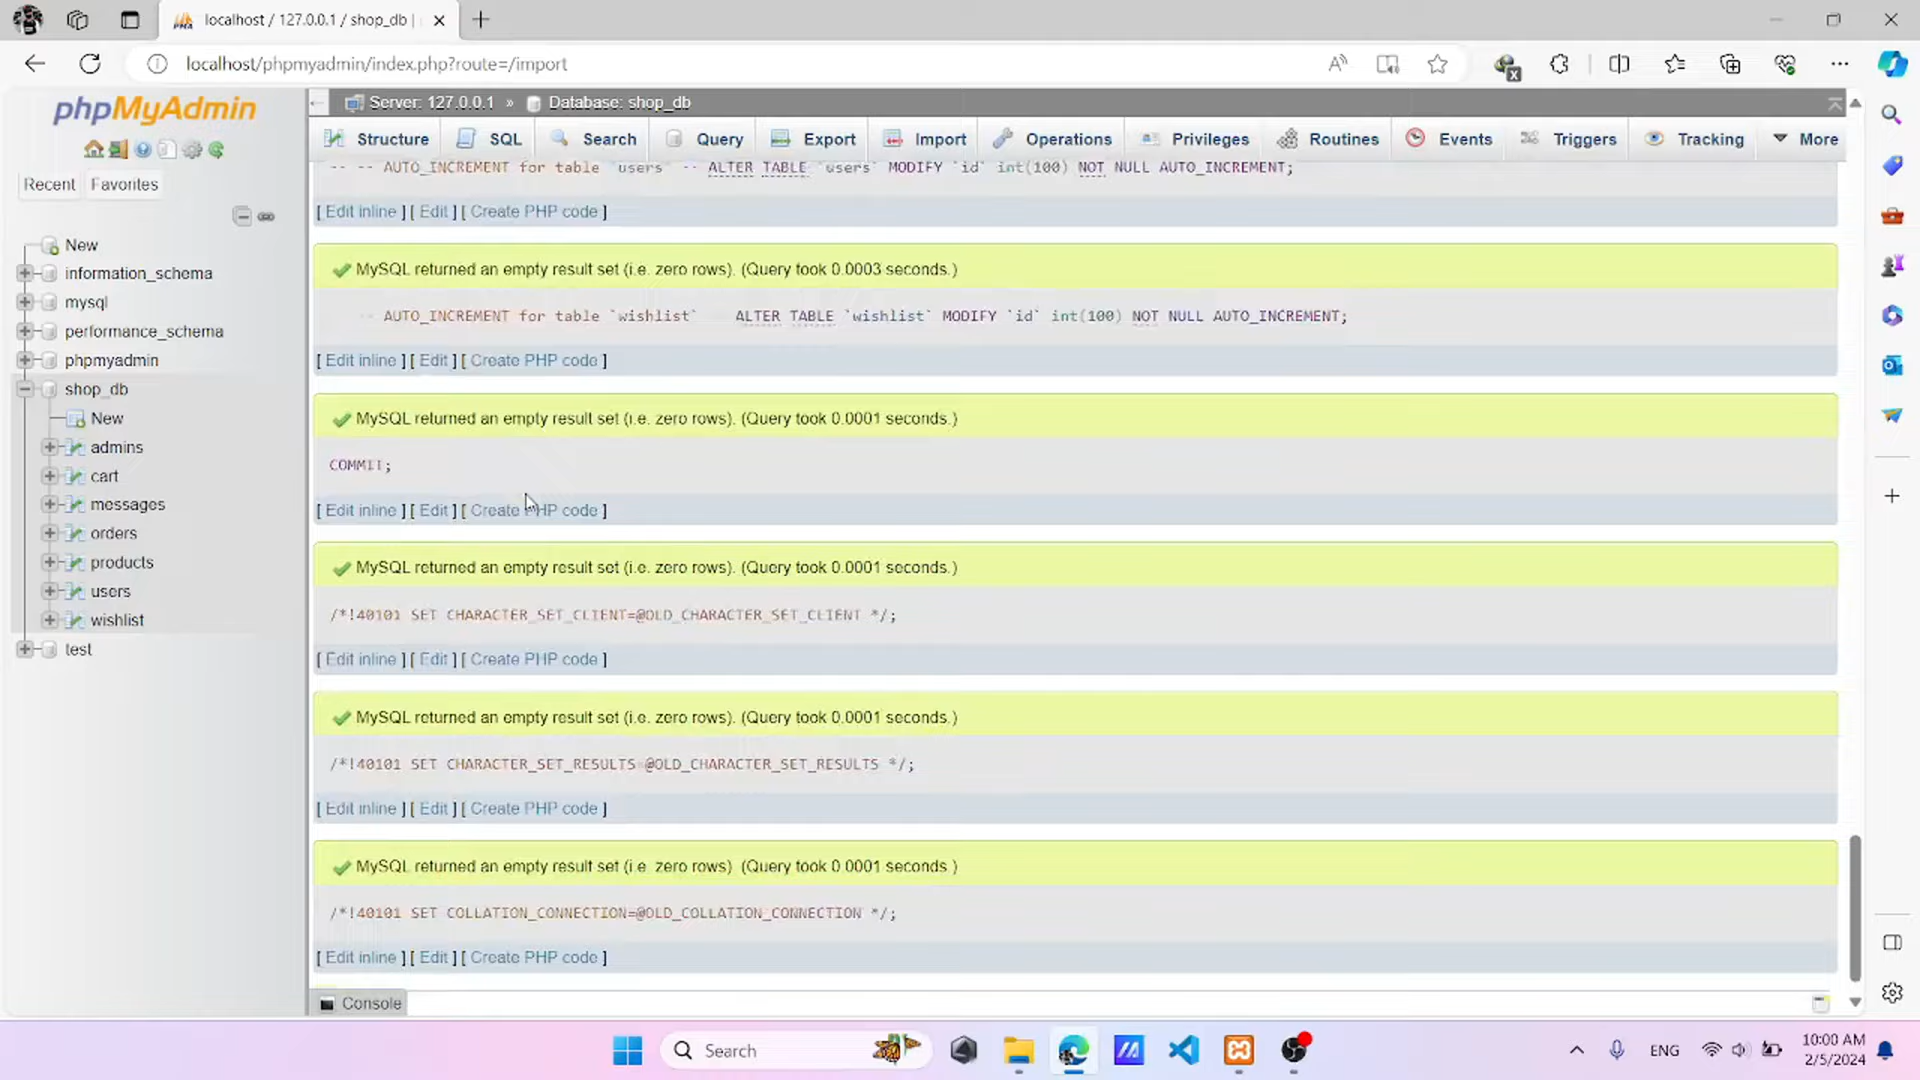 localhost / 127.0.0.1 / shop_db |
localhost/phpmyadmin/index.php?route=/import
phpMyAdmin
Recent Favorites
New
information_schema
mysql
performance_schema
phpmyadmin
shop_db
New
admins
cart
messages
orders
products
users
wishlist
test
Server: 127.0.0.1 » Database: shop_db
Structure SQL Search Query Export Import Operations Privileges Routines Events Triggers Tracking More
-- -- AUTO_INCREMENT for table `users` -- ALTER TABLE `users` MODIFY `id` int(100) NOT NULL AUTO_INCREMENT;
[ Edit inline ] [ Edit ] [ Create PHP code ]
MySQL returned an empty result set (i.e. zero rows). (Query took 0.0003 seconds.)
-- AUTO_INCREMENT for table `wishlist` ALTER TABLE `wishlist` MODIFY `id` int(100) NOT NULL AUTO_INCREMENT;
[ Edit inline ] [ Edit ] [ Create PHP code ]
MySQL returned an empty result set (i.e. zero rows). (Query took 0.0001 seconds.)
COMMIT;
[ Edit inline ] [ Edit ] [ Create PHP code ]
MySQL returned an empty result set (i.e. zero rows). (Query took 0.0001 seconds.)
/*!40101 SET CHARACTER_SET_CLIENT=@OLD_CHARACTER_SET_CLIENT */;
[ Edit inline ] [ Edit ] [ Create PHP code ]
MySQL returned an empty result set (i.e. zero rows). (Query took 0.0001 seconds.)
/*!40101 SET CHARACTER_SET_RESULTS=@OLD_CHARACTER_SET_RESULTS */;
[ Edit inline ] [ Edit ] [ Create PHP code ]
MySQL returned an empty result set (i.e. zero rows). (Query took 0.0001 seconds.)
/*!40101 SET COLLATION_CONNECTION=@OLD_COLLATION_CONNECTION */;
[ Edit inline ] [ Edit ] [ Create PHP code ]
Console
Search
ENG
10:00 AM
2/5/2024